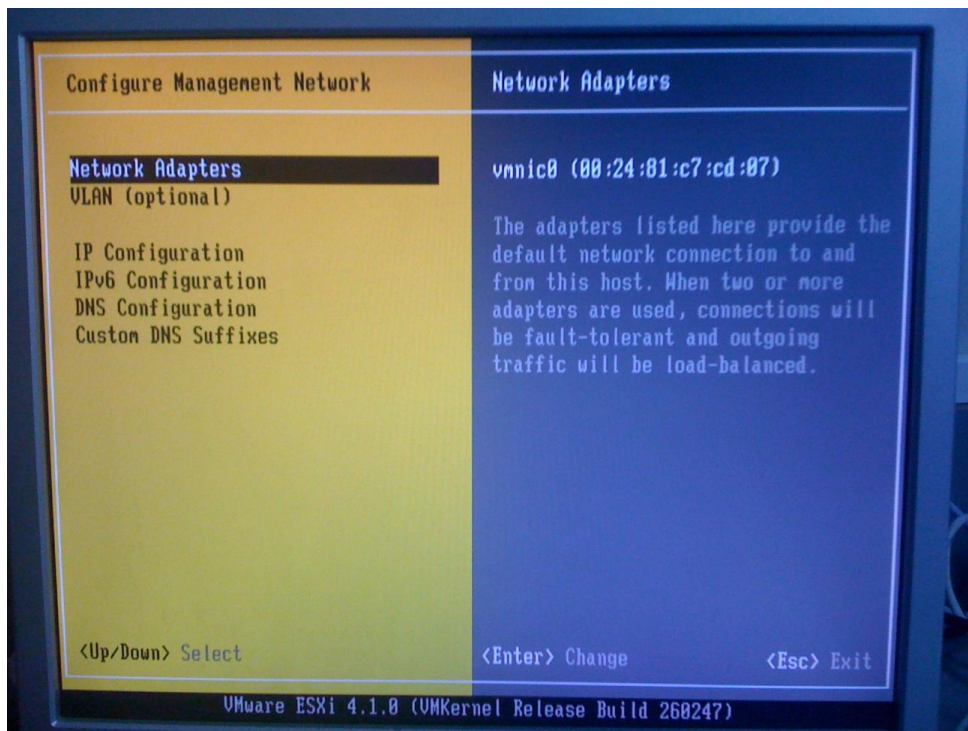 Configure Management Network
Network Adapters
VLAN (optional)
IP Configuration
IPv6 Configuration
DNS Configuration
Custom DNS Suffixes
<Up/Down> Select
Network Adapters
vmnic0 (00:24:81:c7:cd:07)
The adapters listed here provide the
default network connection to and
from this host. When two or more
adapters are used, connections will
be fault-tolerant and outgoing
traffic will be load-balanced.
<Enter> Change <Esc> Exit
VMware ESXi 4.1.0 (VMKernel Release Build 260247)